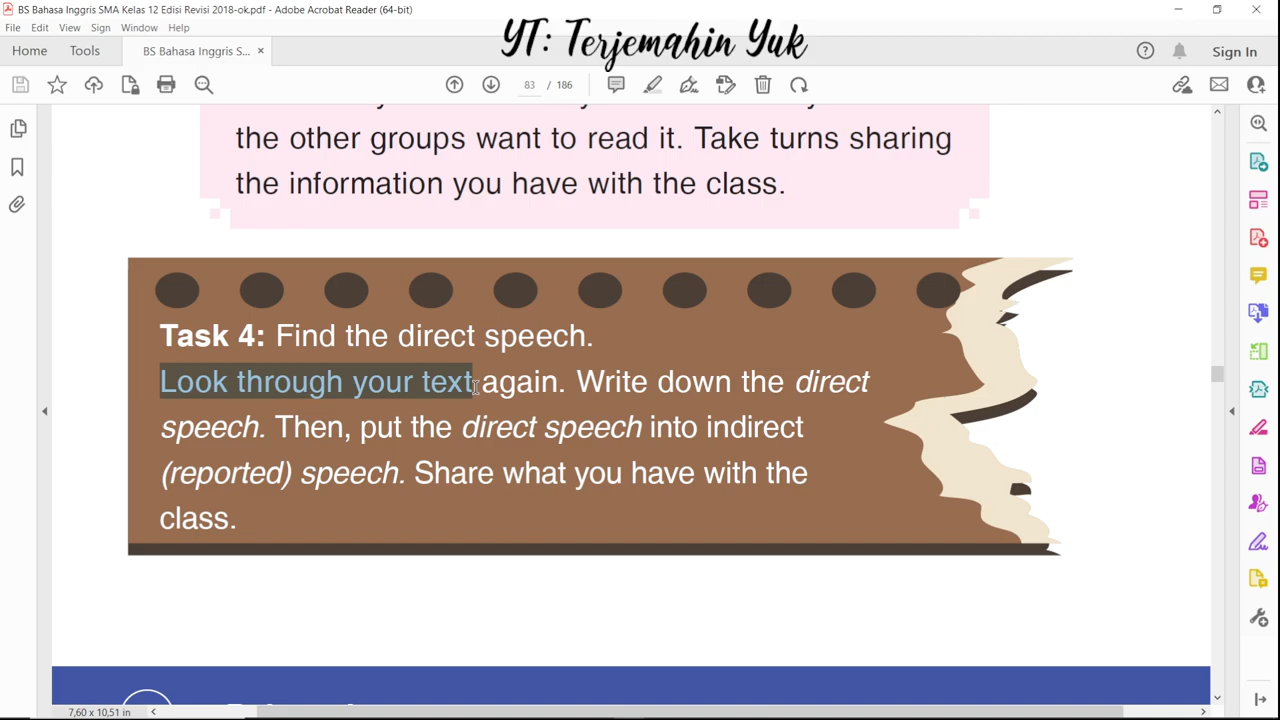 BS Bahasa Inggris SMA Kelas 12 Edisi Revisi 2018-ok.pdf - Adobe Acrobat Reader (64-bit)
YT: Terjemahin Yuk
File Edit View Sign Window Help
Home Tools BS Bahasa Inggris S... × Sign In
83 / 186
the other groups want to read it. Take turns sharing
the information you have with the class.
Task 4: Find the direct speech.
Look through your text again. Write down the direct
speech. Then, put the direct speech into indirect
(reported) speech. Share what you have with the
class.
7,60 x 10,51 in